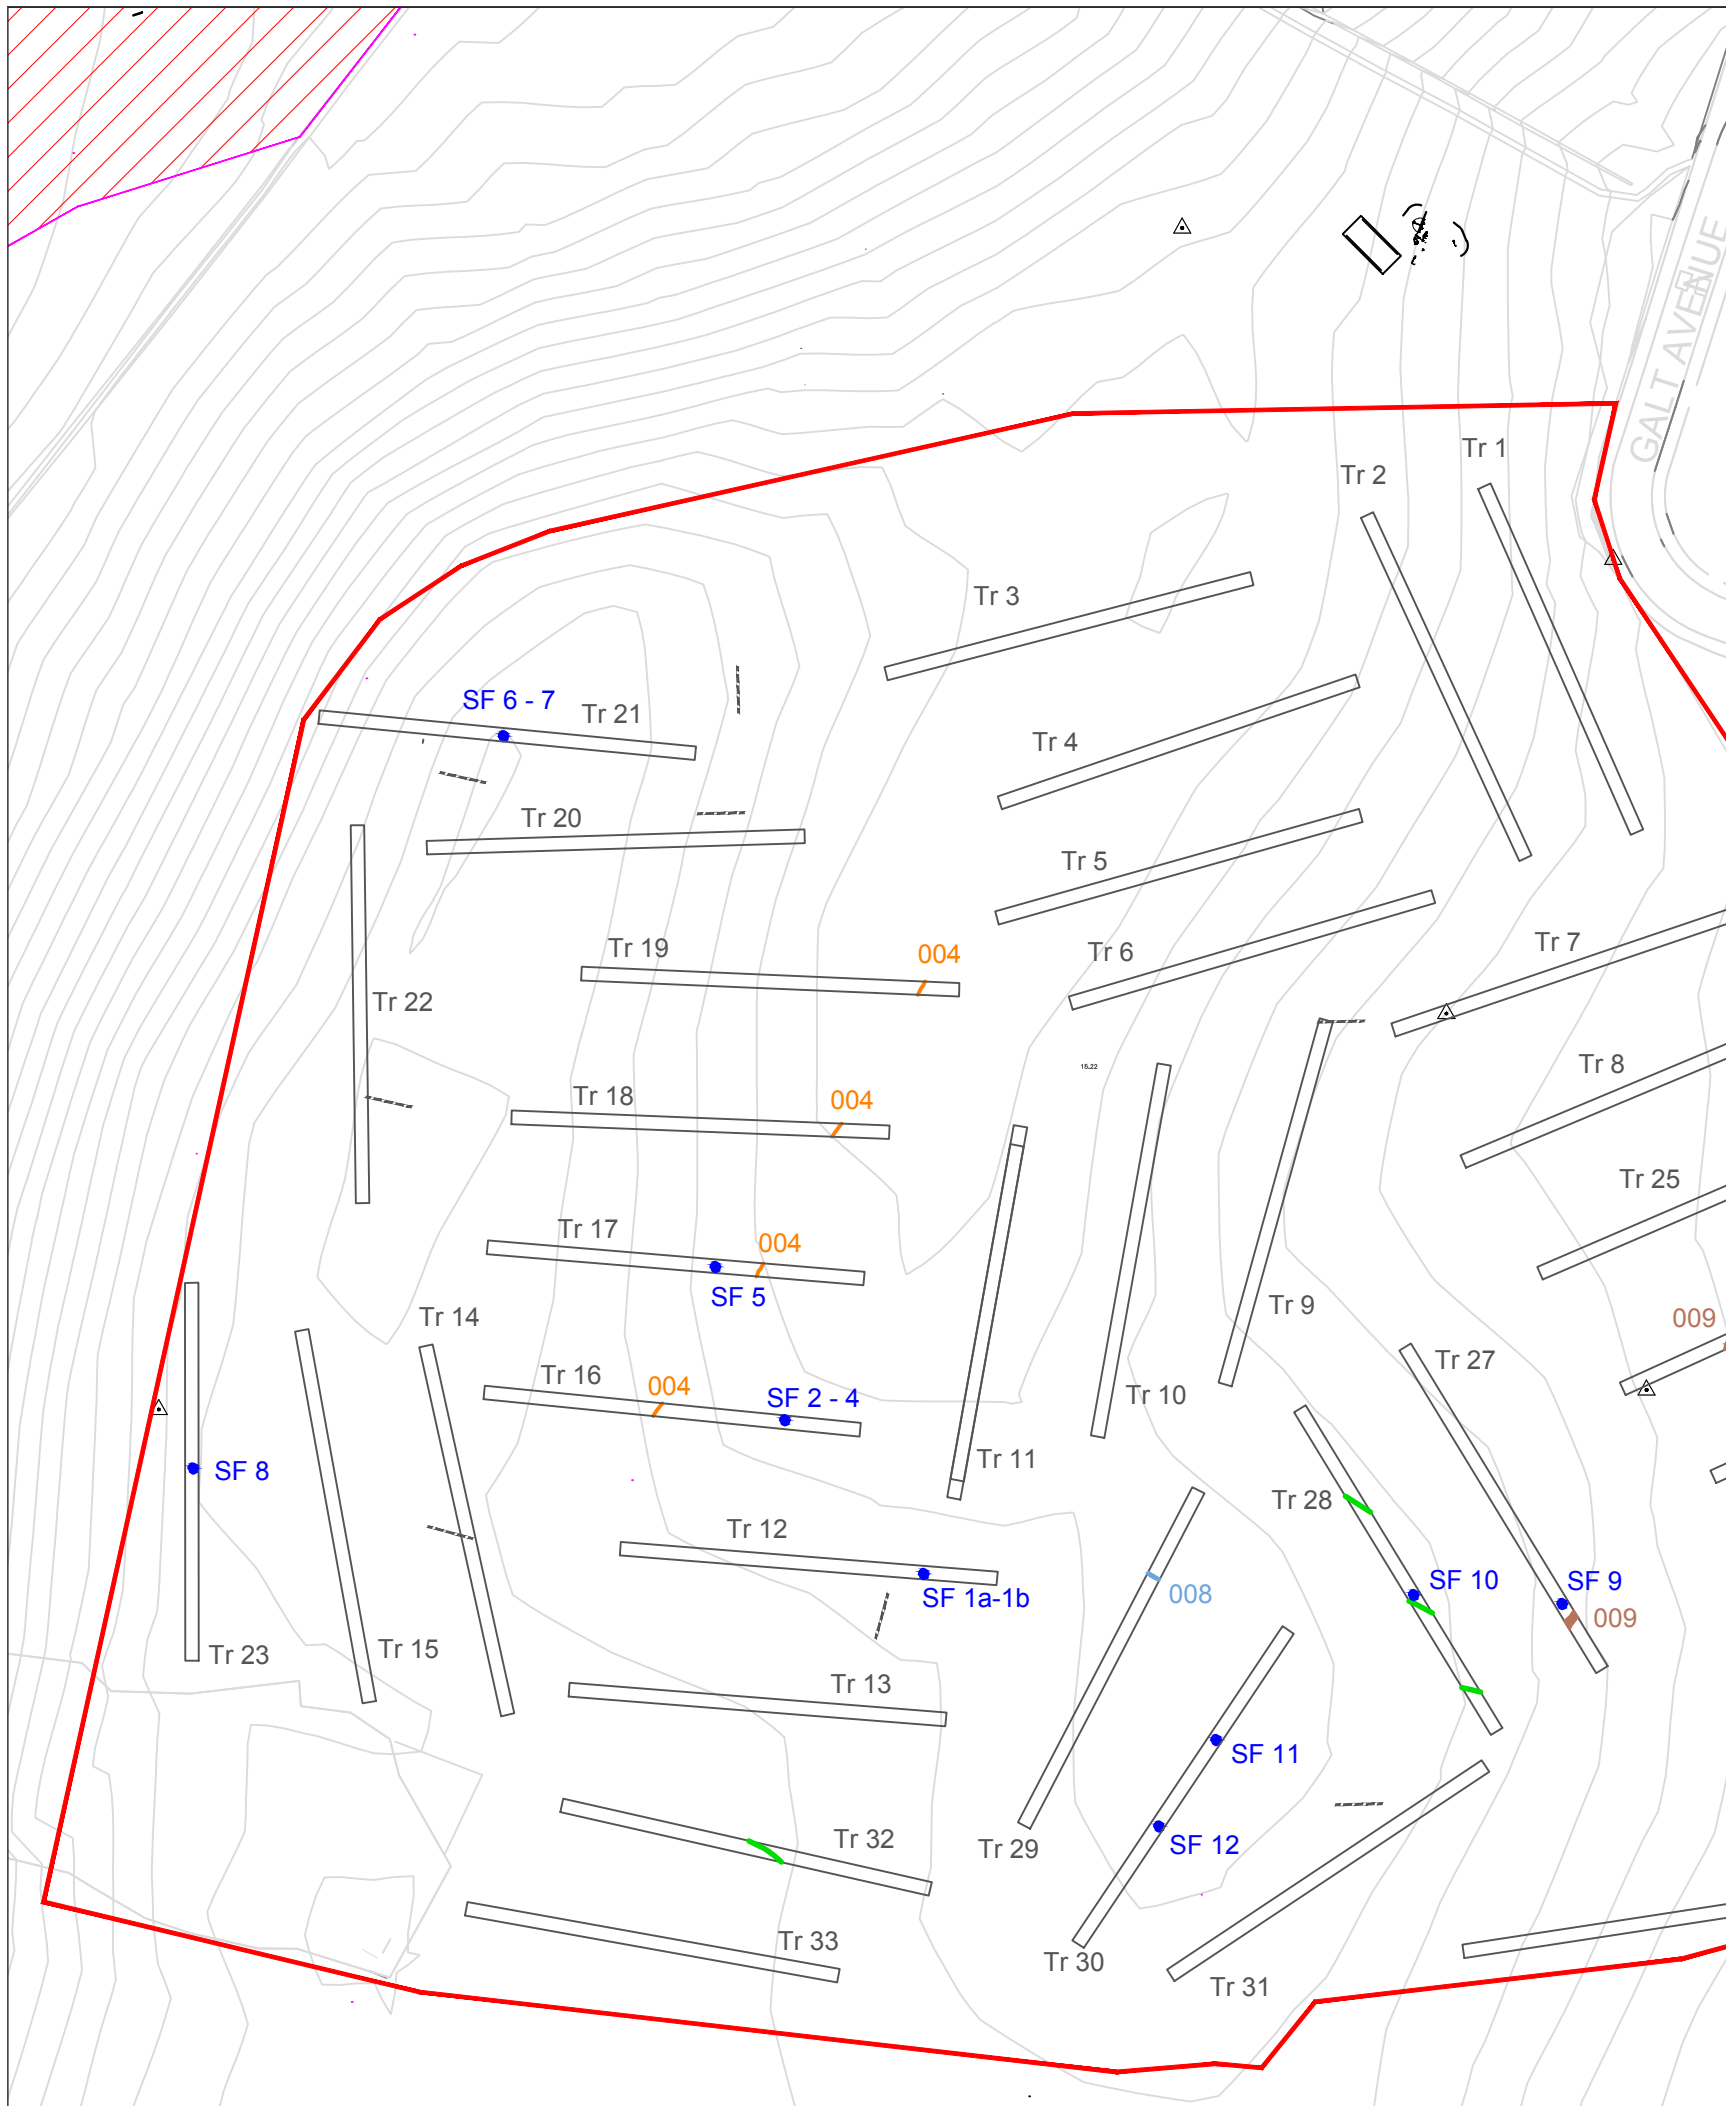 GALT AVENUE
Tr 1
Tr 2
Tr 3
SF 6 - 7
Tr 21
Tr 4
Tr 20
Tr 5
Tr 19
004
Tr 6
Tr 7
Tr 22
Tr 8
15.22
Tr 18
004
Tr 25
Tr 17
004
SF 5
Tr 9
009
Tr 14
Tr 27
Tr 16
004
SF 2 - 4
Tr 10
Tr 11
SF 8
Tr 28
Tr 12
SF 1a-1b
008
SF 10
SF 9
009
Tr 23
Tr 15
Tr 13
SF 11
Tr 32
Tr 29
SF 12
Tr 33
Tr 30
Tr 31